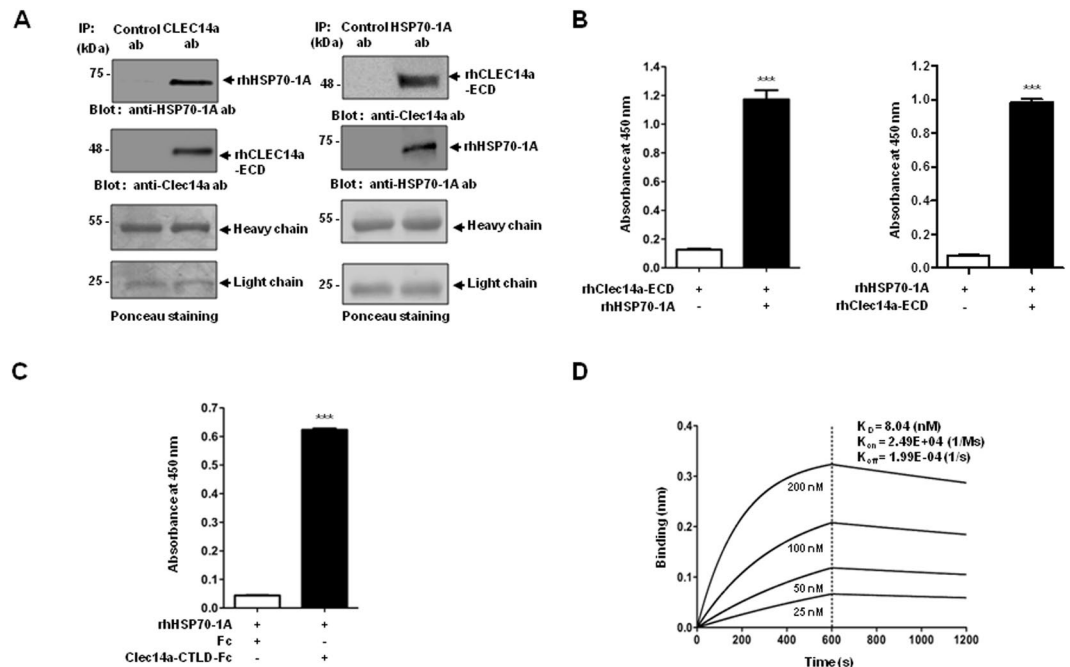 A
IP: Control CLEC14a
(kDa) ab ab
75 -
rhHSP70-1A
Blot : anti-HSP70-1A ab
48 -
rhCLEC14a
-ECD
Blot : anti-Clec14a ab
55 -
Heavy chain
25 -
Light chain
Ponceau staining
IP: Control HSP70-1A
(kDa) ab ab
48 -
rhCLEC14a
-ECD
Blot : anti-Clec14a ab
75 -
rhHSP70-1A
Blot : anti-HSP70-1A ab
55 -
Heavy chain
25 -
Light chain
Ponceau staining
B
Absorbance at 450 nm
1.4
1.2
1.0
0.8
0.6
0.4
0.2
0.0
***
rhClec14a-ECD + +
rhHSP70-1A - +
Absorbance at 450 nm
1.2
1.0
0.8
0.6
0.4
0.2
0.0
***
rhHSP70-1A + +
rhClec14a-ECD - +
C
Absorbance at 450 nm
0.7
0.6
0.5
0.4
0.3
0.2
0.1
0.0
***
rhHSP70-1A + +
Fc + -
Clec14a-CTLD-Fc - +
D
KD = 8.04 (nM)
Kon = 2.49E+04 (1/Ms)
Koff = 1.99E-04 (1/s)
Binding (nm)
0.4
0.3
0.2
0.1
0.0
200 nM
100 nM
50 nM
25 nM
0 200 400 600 800 1000 1200
Time (s)